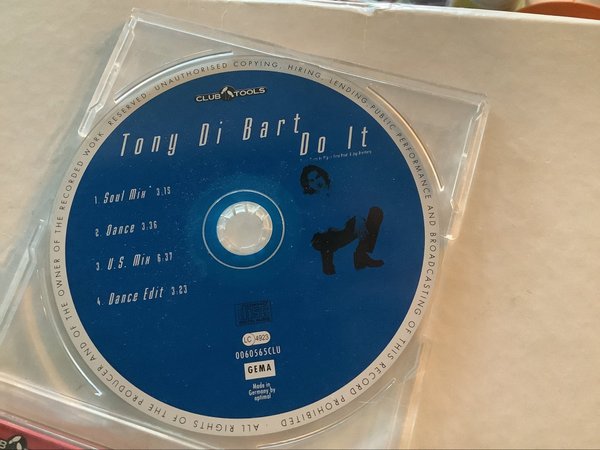 CLUB TOOLS
Tony Di Bart
Do It
1. Soul Mix* 3.15
2. Dance 3.36
3. U.S. Mix 6.37
4. Dance Edit 3.23
LC 4923
0060565CLU
GEMA
Made in
Germany by
optimal
ALL RIGHTS OF THE PRODUCER AND OF THE OWNER OF THE RECORDED WORK RESERVED. UNAUTHORISED COPYING, HIRING, LENDING PUBLIC PERFORMANCE AND BROADCASTING OF THIS RECORD PROHIBITED ·